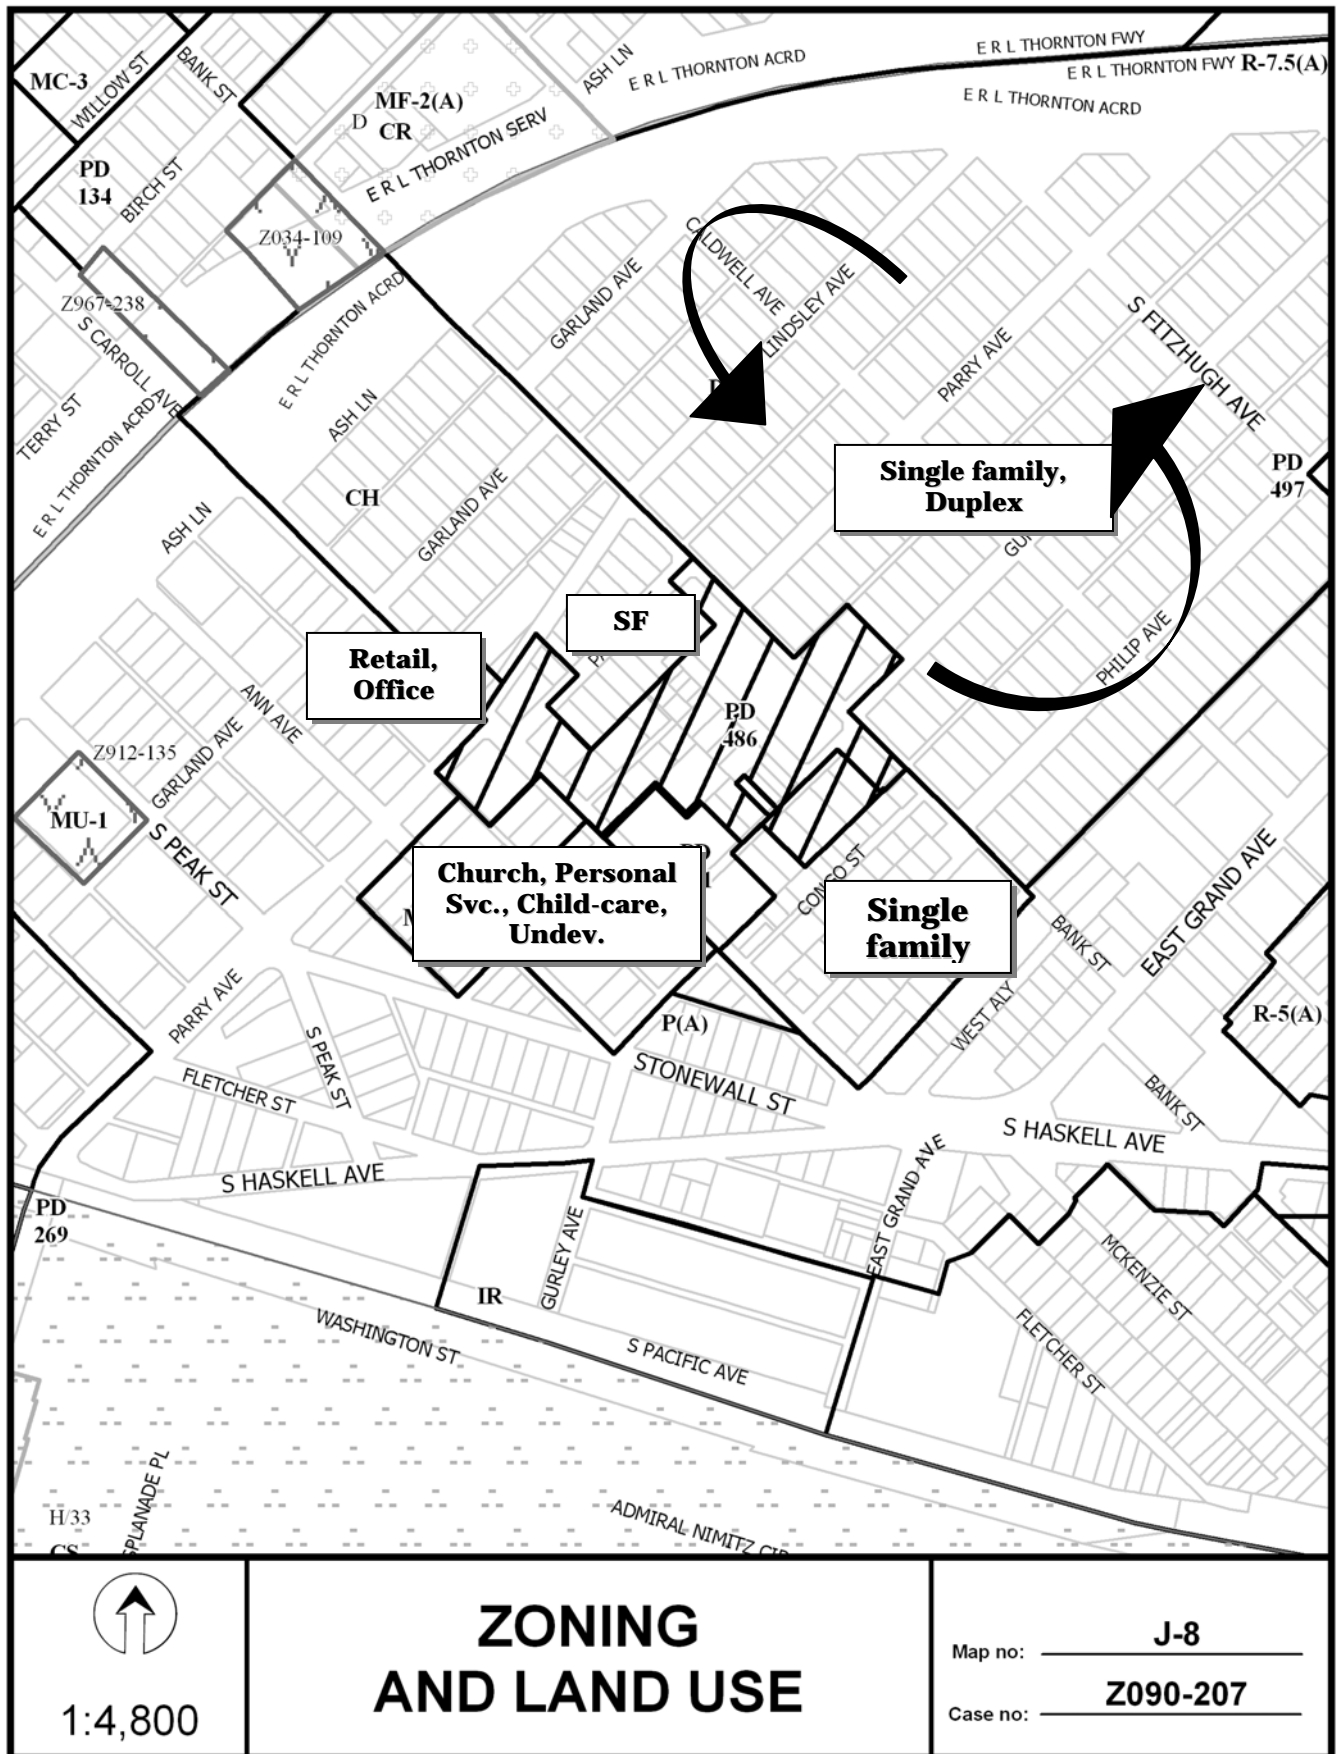 E R L THORNTON FWY
E R L THORNTON FWY
R-7.5(A)
E R L THORNTON ACRD
E R L THORNTON ACRD
ASH LN
MC-3
WILLOW ST
BANK ST
MF-2(A)
D
CR
E R L THORNTON SERV
PD
134
BIRCH ST
Z034-109
Z967-238
S CARROLL AVE
TERRY ST
E R L THORNTON ACRD
E R L THORNTON ACRD
CALDWELL AVE
GARLAND AVE
LINDSLEY AVE
PARRY AVE
S FITZHUGH AVE
ASH LN
CH
GARLAND AVE
ASH LN
Single family,
Duplex
PD
497
SF
Retail,
Office
PHILIP AVE
PD
486
ANN AVE
GARLAND AVE
Z912-135
MU-1
S PEAK ST
Church, Personal
Svc., Child-care,
Undev.
CONGO ST
Single
family
BANK ST
EAST GRAND AVE
WEST ALY
R-5(A)
PARRY AVE
S PEAK ST
P(A)
STONEWALL ST
FLETCHER ST
BANK ST
S HASKELL AVE
S HASKELL AVE
EAST GRAND AVE
PD
269
GURLEY AVE
IR
MCKENZIE ST
FLETCHER ST
WASHINGTON ST
S PACIFIC AVE
H/33
CS
SPLANADE PL
ADMIRAL NIMITZ CIR
1:4,800
ZONING
AND LAND USE
Map no: J-8
Case no: Z090-207